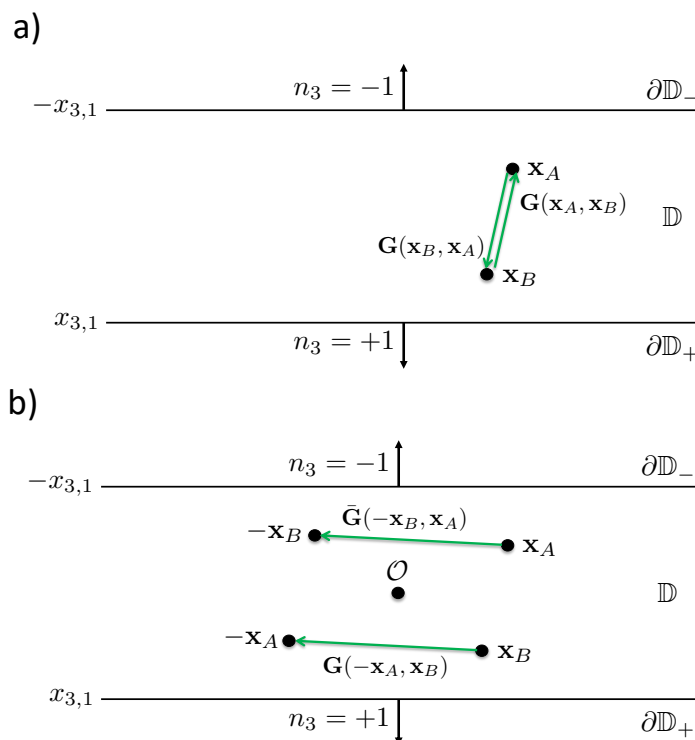 a)
n₃ = −1
−x₃,₁
∂𝔻₋
𝐱_A
𝐆(𝐱_A, 𝐱_B)
𝔻
𝐆(𝐱_B, 𝐱_A)
𝐱_B
x₃,₁
n₃ = +1
∂𝔻₊
b)
n₃ = −1
−x₃,₁
∂𝔻₋
𝐆̄(−𝐱_B, 𝐱_A)
−𝐱_B
𝐱_A
𝒪
𝔻
−𝐱_A
𝐱_B
𝐆(−𝐱_A, 𝐱_B)
x₃,₁
n₃ = +1
∂𝔻₊